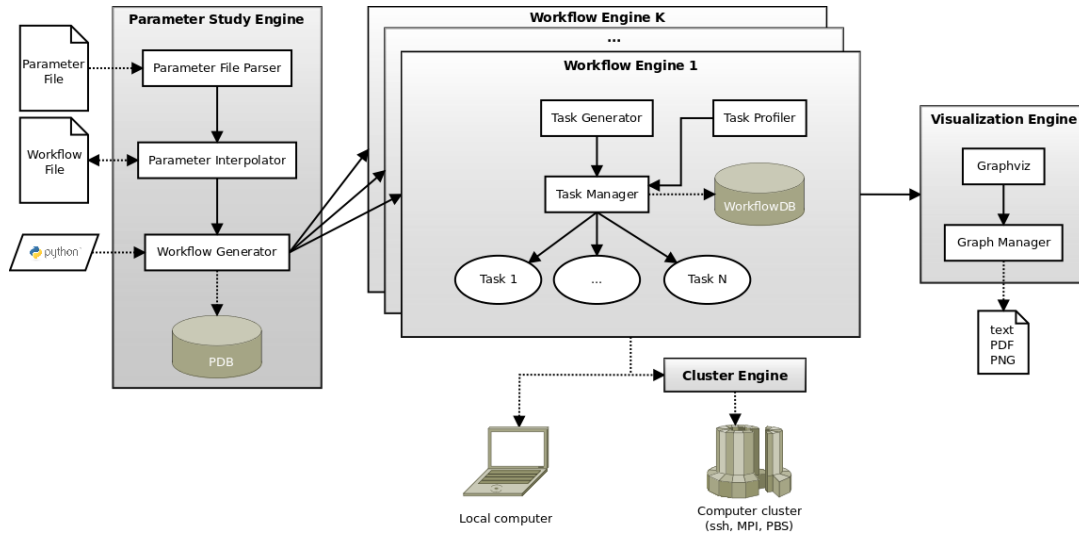 Parameter Study Engine
Parameter
File
Parameter File Parser
Workflow
File
Parameter Interpolator
python
Workflow Generator
PDB
Workflow Engine K
...
Workflow Engine 1
Task Generator
Task Profiler
Task Manager
WorkflowDB
Task 1
...
Task N
Visualization Engine
Graphviz
Graph Manager
text
PDF
PNG
Cluster Engine
Local computer
Computer cluster
(ssh, MPI, PBS)